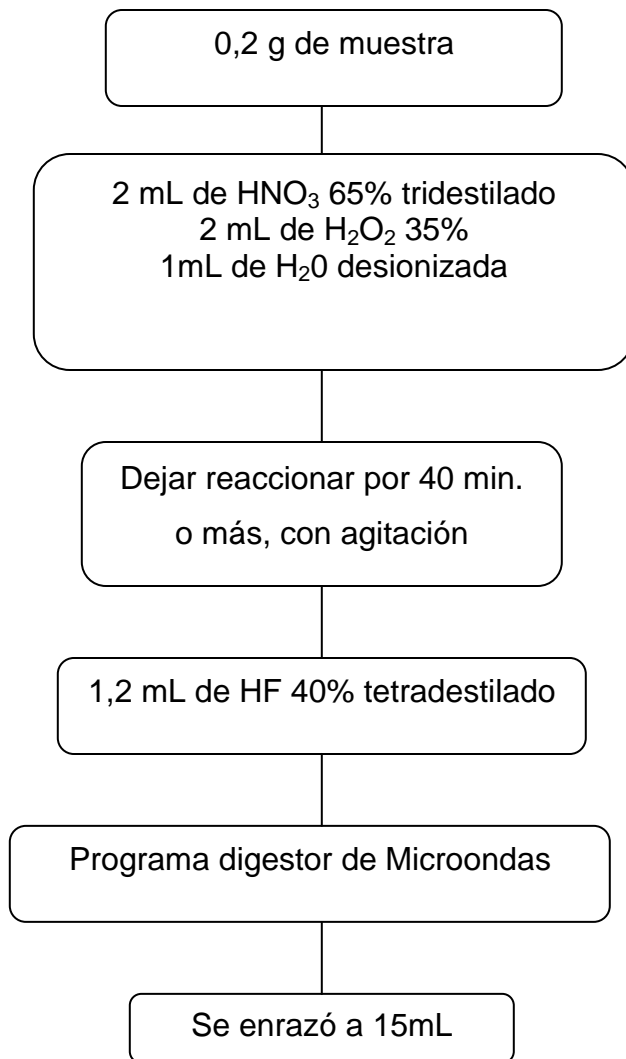 0,2 g de muestra
2 mL de HNO₃ 65% tridestilado
2 mL de H₂O₂ 35%
1mL de H₂0 desionizada
Dejar reaccionar por 40 min.
o más, con agitación
1,2 mL de HF 40% tetradestilado
Programa digestor de Microondas
Se enrazó a 15mL